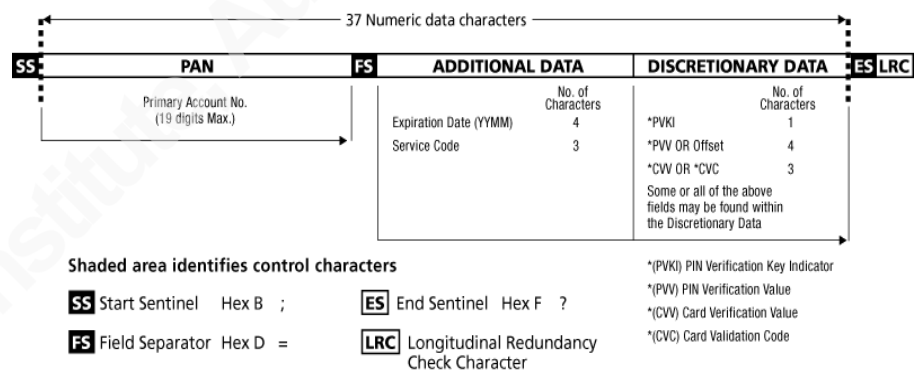 37 Numeric data characters
SS PAN FS ADDITIONAL DATA DISCRETIONARY DATA ES LRC
Primary Account No.
(19 digits Max.)
No. of
Characters
Expiration Date (YYMM) 4
Service Code 3
No. of
Characters
*PVKI 1
*PVV OR Offset 4
*CVV OR *CVC 3
Some or all of the above
fields may be found within
the Discretionary Data
Shaded area identifies control characters
SS Start Sentinel Hex B ;
ES End Sentinel Hex F ?
FS Field Separator Hex D =
LRC Longitudinal Redundancy
Check Character
*(PVKI) PIN Verification Key Indicator
*(PVV) PIN Verification Value
*(CVV) Card Verification Value
*(CVC) Card Validation Code